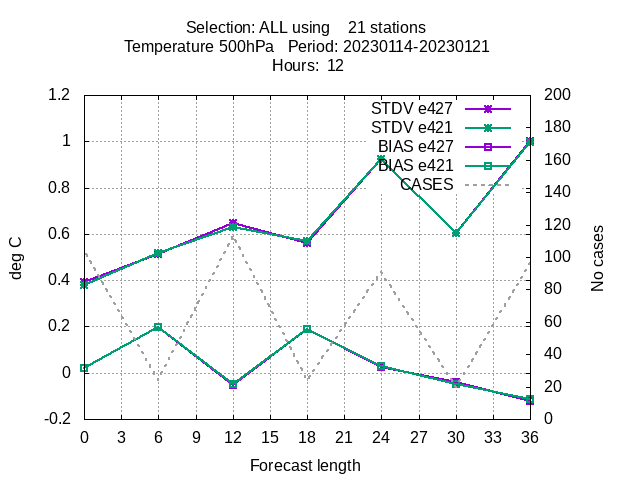 Selection: ALL using    21 stations
Temperature 500hPa   Period: 20230114-20230121
Hours:  12
1.2
1
0.8
0.6
0.4
0.2
0
-0.2
deg C
STDV e427
STDV e421
BIAS e427
BIAS e421
CASES
200
180
160
140
120
100
80
60
40
20
0
No cases
0 3 6 9 12 15 18 21 24 27 30 33 36
Forecast length